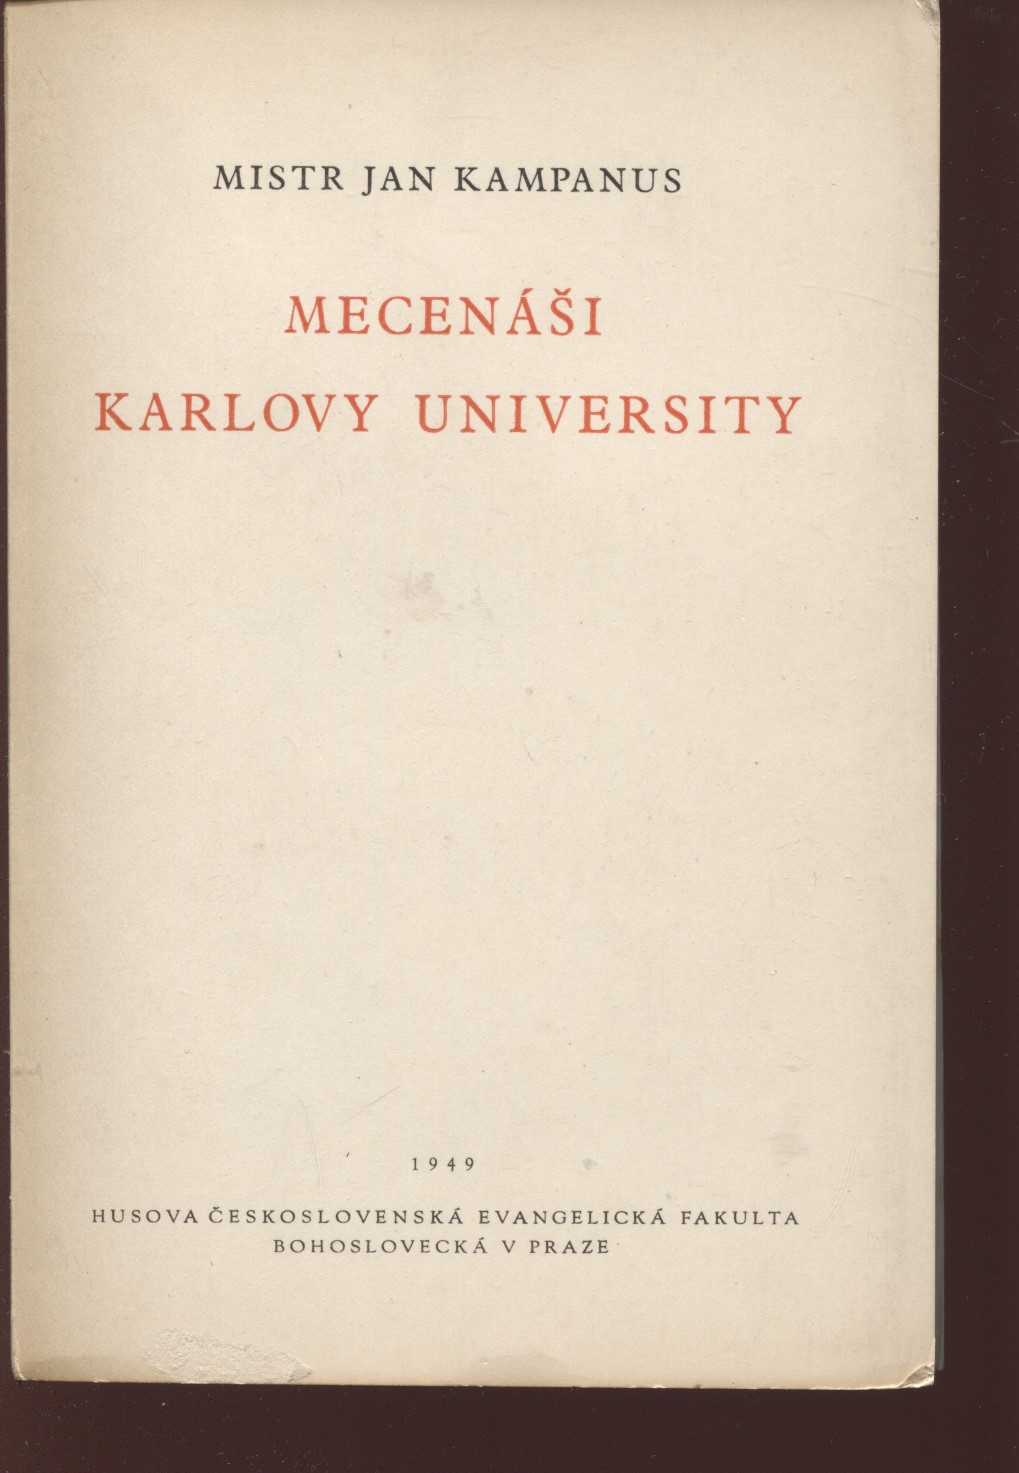 MISTR JAN KAMPANUS
MECENÁŠI
KARLOVY UNIVERSITY
1949
HUSOVA ČESKOSLOVENSKÁ EVANGELICKÁ FAKULTA
BOHOSLOVECKÁ V PRAZE